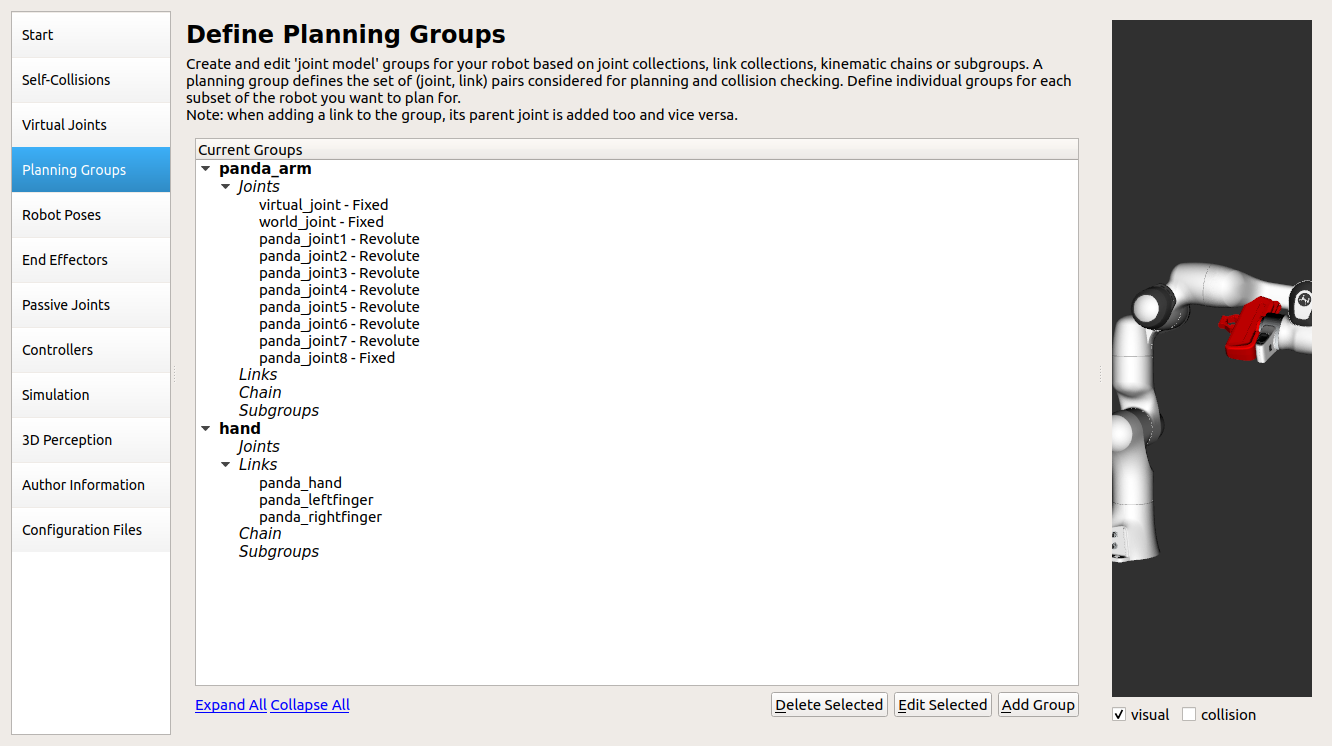 Start
Self-Collisions
Virtual Joints
Planning Groups
Robot Poses
End Effectors
Passive Joints
Controllers
Simulation
3D Perception
Author Information
Configuration Files
Define Planning Groups
Create and edit 'joint model' groups for your robot based on joint collections, link collections, kinematic chains or subgroups. A
planning group defines the set of (joint, link) pairs considered for planning and collision checking. Define individual groups for each
subset of the robot you want to plan for.
Note: when adding a link to the group, its parent joint is added too and vice versa.
Current Groups
panda_arm
Joints
virtual_joint - Fixed
world_joint - Fixed
panda_joint1 - Revolute
panda_joint2 - Revolute
panda_joint3 - Revolute
panda_joint4 - Revolute
panda_joint5 - Revolute
panda_joint6 - Revolute
panda_joint7 - Revolute
panda_joint8 - Fixed
Links
Chain
Subgroups
hand
Joints
Links
panda_hand
panda_leftfinger
panda_rightfinger
Chain
Subgroups
Expand All Collapse All
Delete Selected
Edit Selected
Add Group
visual
collision